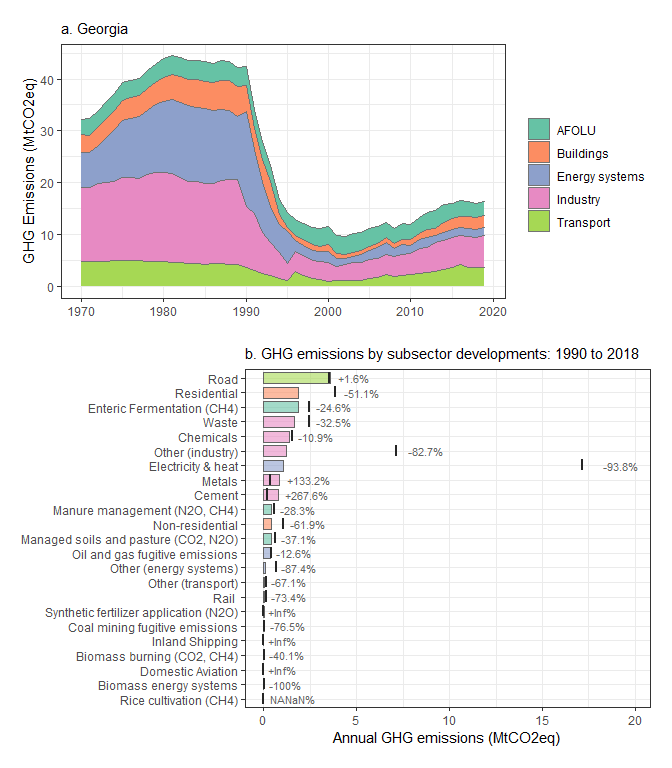 a. Georgia
GHG Emissions (MtCO2eq)
40
30
20
10
0
1970
1980
1990
2000
2010
2020
AFOLU
Buildings
Energy systems
Industry
Transport
b. GHG emissions by subsector developments: 1990 to 2018
Road +1.6%
Residential -51.1%
Enteric Fermentation (CH4) -24.6%
Waste -32.5%
Chemicals -10.9%
Other (industry) -82.7%
Electricity & heat -93.8%
Metals +133.2%
Cement +267.6%
Manure management (N2O, CH4) -28.3%
Non-residential -61.9%
Managed soils and pasture (CO2, N2O) -37.1%
Oil and gas fugitive emissions -12.6%
Other (energy systems) -87.4%
Other (transport) -67.1%
Rail -73.4%
Synthetic fertilizer application (N2O) +Inf%
Coal mining fugitive emissions -76.5%
Inland Shipping +Inf%
Biomass burning (CO2, CH4) -40.1%
Domestic Aviation +Inf%
Biomass energy systems -100%
Rice cultivation (CH4) NANaN%
0
5
10
15
20
Annual GHG emissions (MtCO2eq)